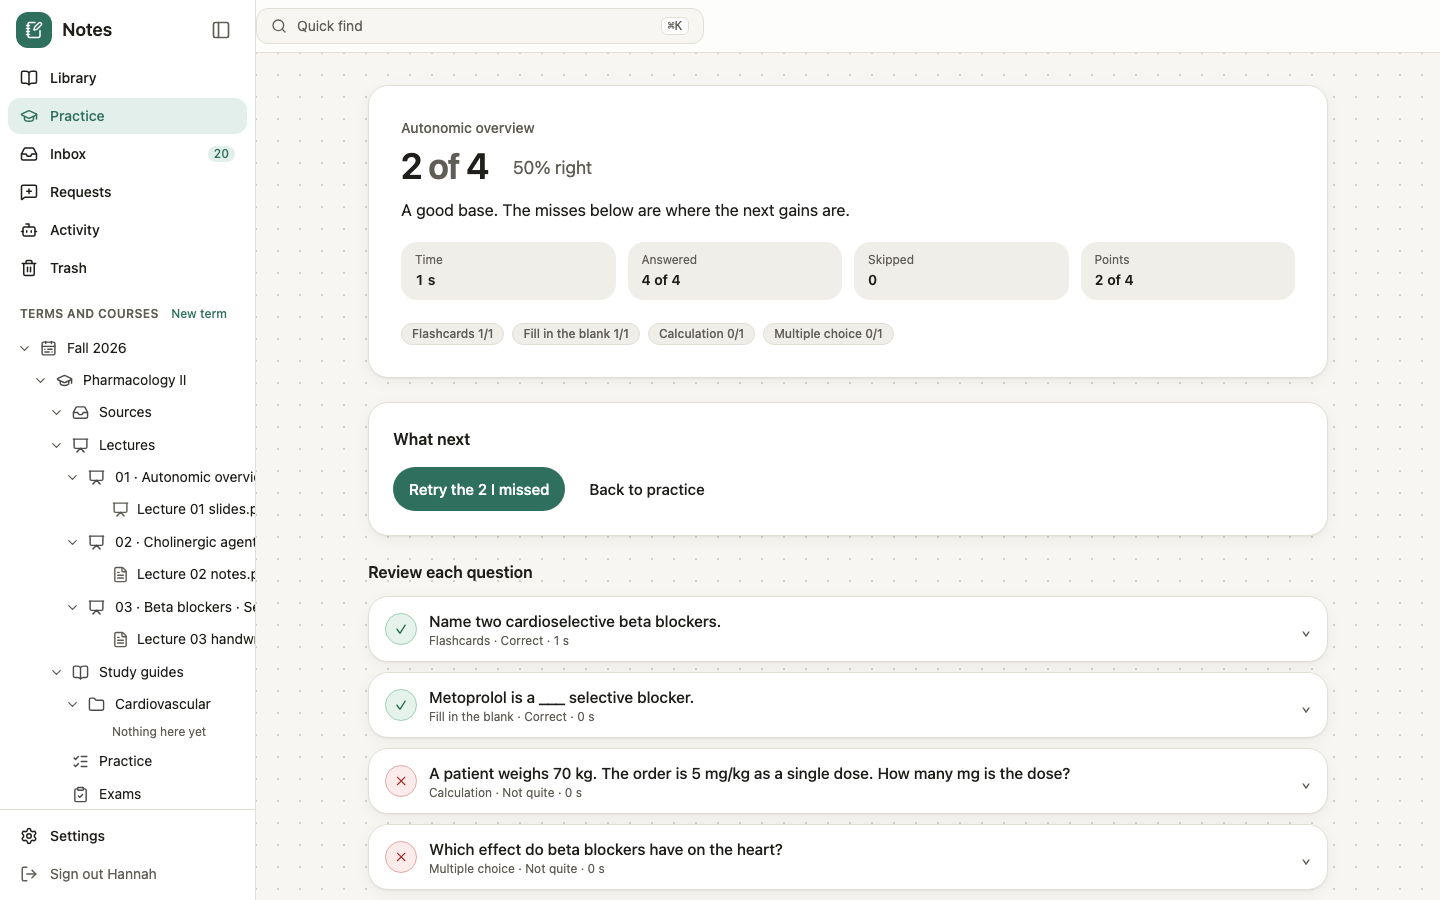 Notes
Quick find
⌘K
Library
Practice
Inbox
20
Requests
Activity
Trash
TERMS AND COURSES
New term
Fall 2026
Pharmacology II
Sources
Lectures
01 · Autonomic
Lecture 01 slides.p
02 · Cholinergic agent
Lecture 02 notes.p
03 · Beta blockers ·
Lecture 03
Study guides
Cardiovascular
Nothing here yet
Practice
Exams
Settings
Sign out Hannah
Autonomic overview
2 of 4
50% right
A good base. The misses below are where the next gains are.
Time
1 s
Answered
4 of 4
Skipped
0
Points
2 of 4
Flashcards 1/1
Fill in the blank 1/1
Calculation 0/1
Multiple choice 0/1
What next
Retry the 2 I missed
Back to practice
Review each question
Name two cardioselective beta blockers.
Flashcards · Correct · 1 s
Metoprolol is a ___ selective blocker.
Fill in the blank · Correct · 0 s
A patient weighs 70 kg. The order is 5 mg/kg as a single dose. How many mg is the dose?
Calculation · Not quite · 0 s
Which effect do beta blockers have on the heart?
Multiple choice · Not quite · 0 s